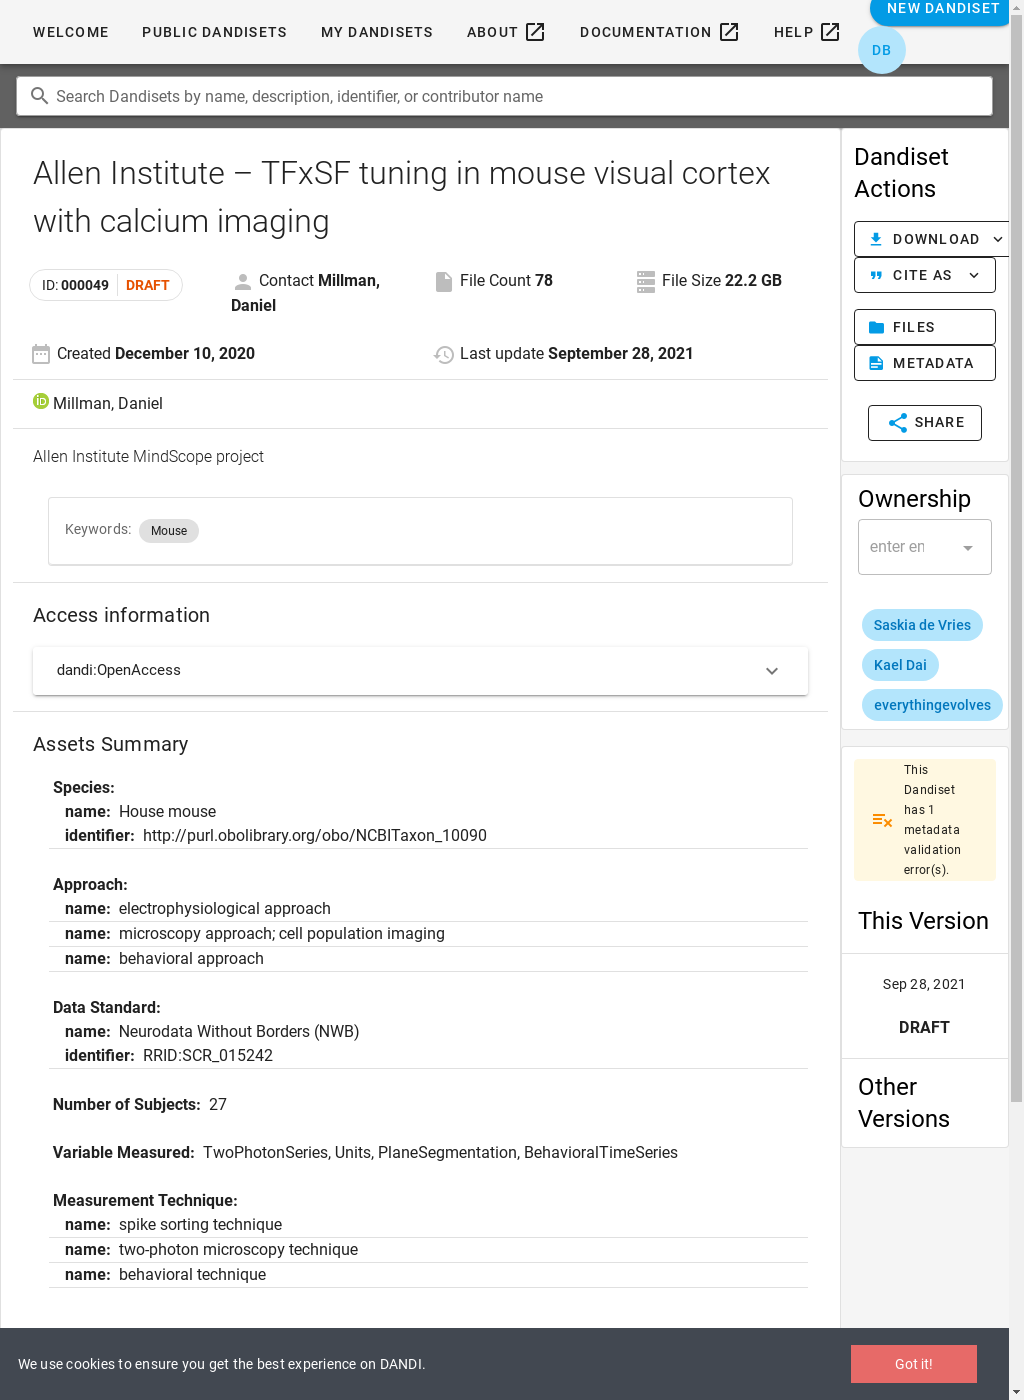 WELCOME
PUBLIC DANDISETS
MY DANDISETS
ABOUT
DOCUMENTATION
HELP
NEW DANDISET
DB
Search Dandisets by name, description, identifier, or contributor name
Allen Institute – TFxSF tuning in mouse visual cortex
with calcium imaging
ID: 000049 DRAFT
Contact Millman,
Daniel
File Count 78
File Size 22.2 GB
Created December 10, 2020
Last update September 28, 2021
iD Millman, Daniel
Allen Institute MindScope project
Keywords: Mouse
Access information
dandi:OpenAccess
Assets Summary
Species:
name: House mouse
identifier: http://purl.obolibrary.org/obo/NCBITaxon_10090
Approach:
name: electrophysiological approach
name: microscopy approach; cell population imaging
name: behavioral approach
Data Standard:
name: Neurodata Without Borders (NWB)
identifier: RRID:SCR_015242
Number of Subjects: 27
Variable Measured: TwoPhotonSeries, Units, PlaneSegmentation, BehavioralTimeSeries
Measurement Technique:
name: spike sorting technique
name: two-photon microscopy technique
name: behavioral technique
Dandiset
Actions
DOWNLOAD
CITE AS
FILES
METADATA
SHARE
Ownership
enter en
Saskia de Vries
Kael Dai
everythingevolves
This
Dandiset
has 1
metadata
validation
error(s).
This Version
Sep 28, 2021
DRAFT
Other
Versions
We use cookies to ensure you get the best experience on DANDI.
Got it!